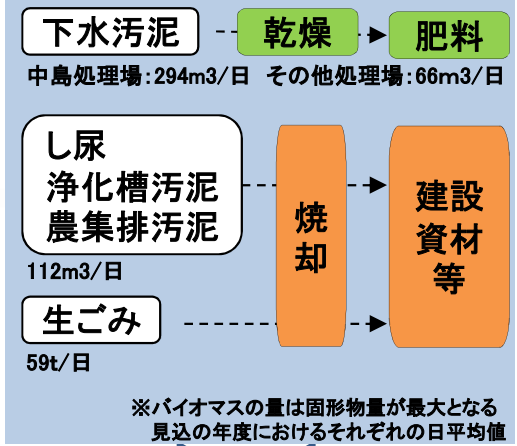 下水汚泥 乾燥 肥料
中島処理場:294m3/日 その他処理場:66m3/日
し尿
浄化槽汚泥
農集排汚泥
112m3/日
焼却
建設
資材
等
生ごみ
59t/日
※バイオマスの量は固形物量が最大となる
見込の年度におけるそれぞれの日平均値